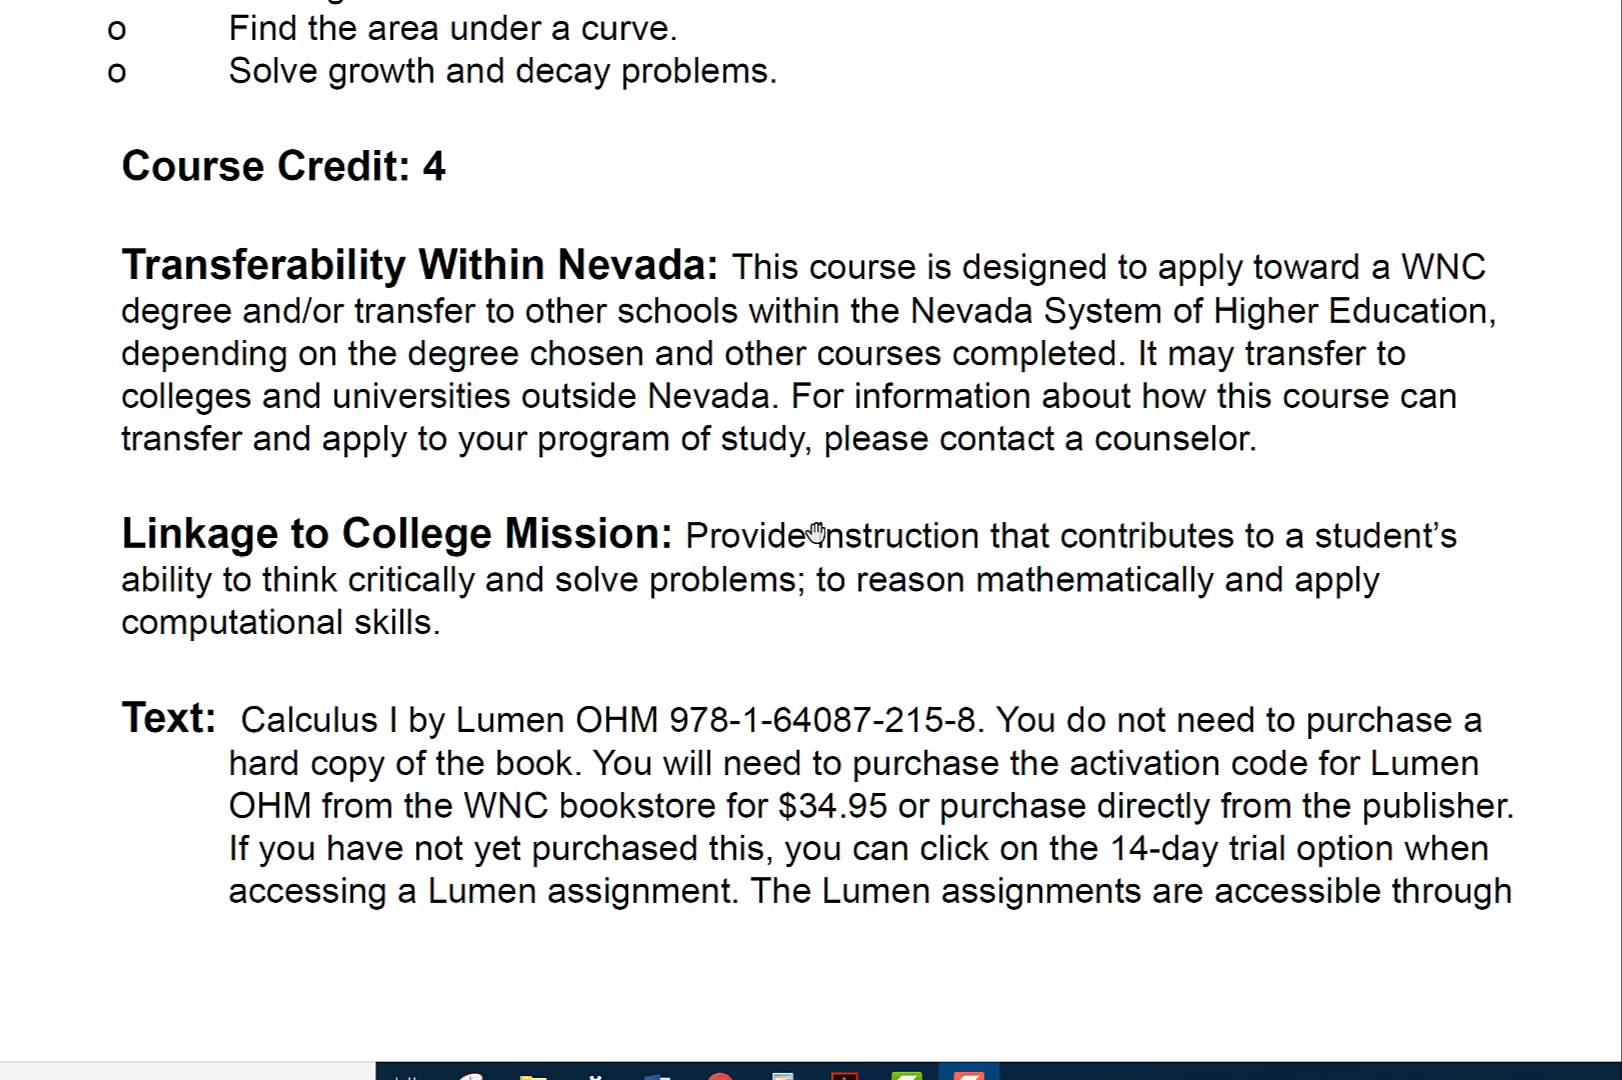 o Find the area under a curve.
o Solve growth and decay problems.
Course Credit: 4
Transferability Within Nevada: This course is designed to apply toward a WNC
degree and/or transfer to other schools within the Nevada System of Higher Education,
depending on the degree chosen and other courses completed. It may transfer to
colleges and universities outside Nevada. For information about how this course can
transfer and apply to your program of study, please contact a counselor.
Linkage to College Mission: Provide instruction that contributes to a student’s
ability to think critically and solve problems; to reason mathematically and apply
computational skills.
Text: Calculus I by Lumen OHM 978-1-64087-215-8. You do not need to purchase a
hard copy of the book. You will need to purchase the activation code for Lumen
OHM from the WNC bookstore for $34.95 or purchase directly from the publisher.
If you have not yet purchased this, you can click on the 14-day trial option when
accessing a Lumen assignment. The Lumen assignments are accessible through